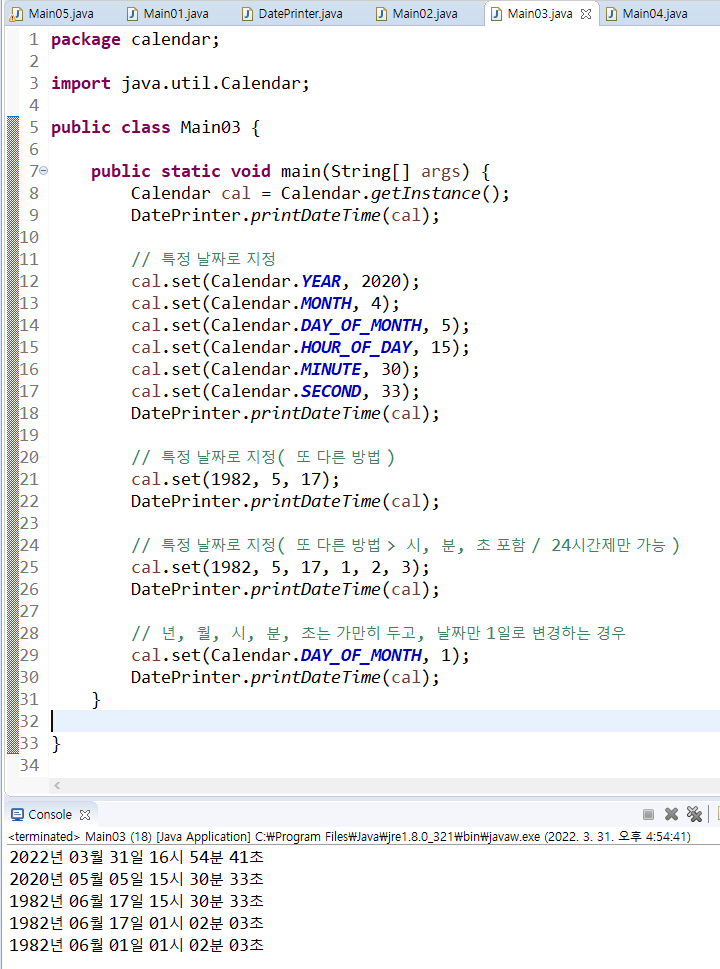 Main05.java Main01.java DatePrinter.java Main02.java Main03.java Main04.java
1 package calendar;
2
3 import java.util.Calendar;
4
5 public class Main03 {
6
7 public static void main(String[] args) {
8 Calendar cal = Calendar.getInstance();
9 DatePrinter.printDateTime(cal);
10
11 // 특정 날짜로 지정
12 cal.set(Calendar.YEAR, 2020);
13 cal.set(Calendar.MONTH, 4);
14 cal.set(Calendar.DAY_OF_MONTH, 5);
15 cal.set(Calendar.HOUR_OF_DAY, 15);
16 cal.set(Calendar.MINUTE, 30);
17 cal.set(Calendar.SECOND, 33);
18 DatePrinter.printDateTime(cal);
19
20 // 특정 날짜로 지정( 또 다른 방법 )
21 cal.set(1982, 5, 17);
22 DatePrinter.printDateTime(cal);
23
24 // 특정 날짜로 지정( 또 다른 방법 > 시, 분, 초 포함 / 24시간제만 가능 )
25 cal.set(1982, 5, 17, 1, 2, 3);
26 DatePrinter.printDateTime(cal);
27
28 // 년, 월, 시, 분, 초는 가만히 두고, 날짜만 1일로 변경하는 경우
29 cal.set(Calendar.DAY_OF_MONTH, 1);
30 DatePrinter.printDateTime(cal);
31 }
32
33 }
34
Console
<terminated> Main03 (18) [Java Application] C:₩Program Files₩Java₩jre1.8.0_321₩bin₩javaw.exe (2022. 3. 31. 오후 4:54:41)
2022년 03월 31일 16시 54분 41초
2020년 05월 05일 15시 30분 33초
1982년 06월 17일 15시 30분 33초
1982년 06월 17일 01시 02분 03초
1982년 06월 01일 01시 02분 03초